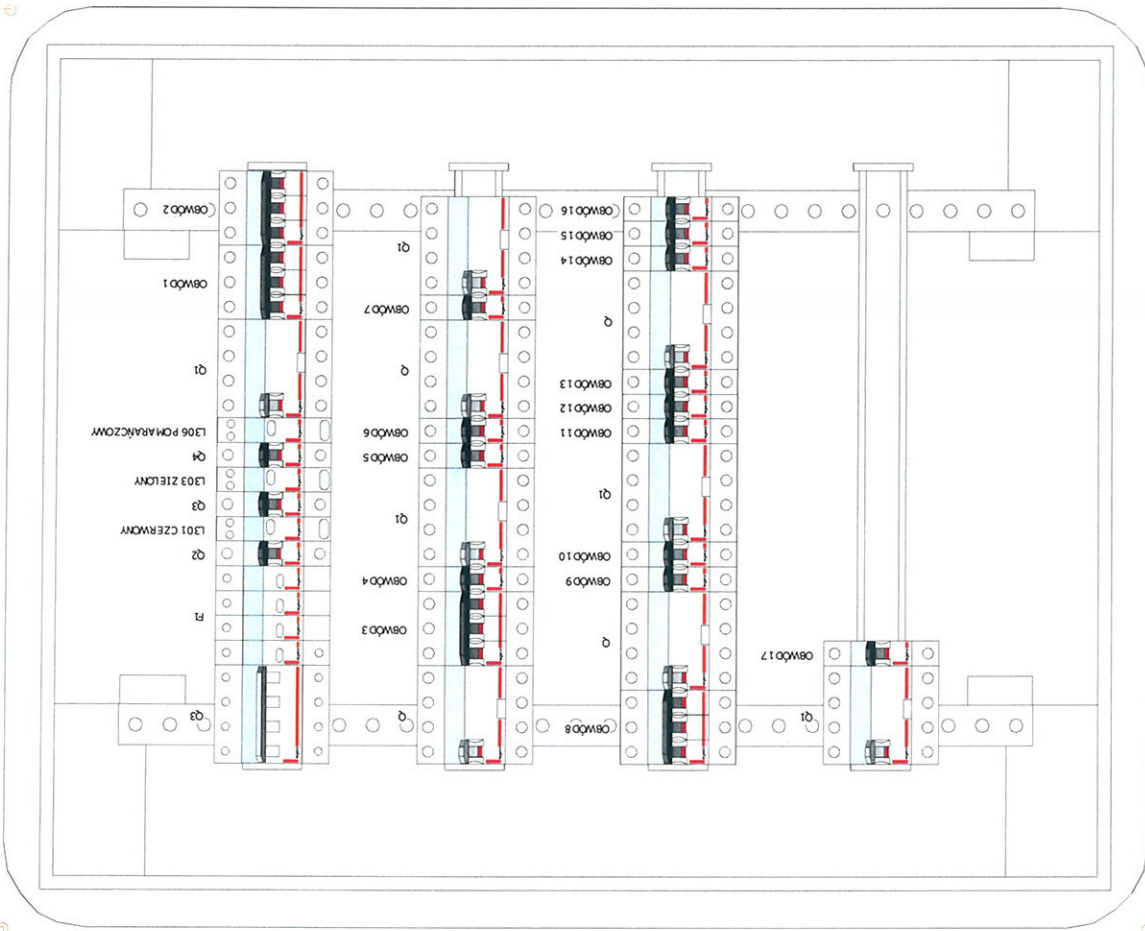 Q3
F1
Q2
L301 CZERWONY
Q3
L303 ZIELONY
Q4
L306 POMARAŃCZOWY
Q1
OBWÓD 1
OBWÓD 2
Q
OBWÓD 3
OBWÓD 4
Q1
OBWÓD 5
OBWÓD 6
Q
OBWÓD 7
Q1
OBWÓD 8
Q
OBWÓD 9
OBWÓD 10
Q1
OBWÓD 11
OBWÓD 12
OBWÓD 13
Q
OBWÓD 14
OBWÓD 15
OBWÓD 16
Q1
OBWÓD 17